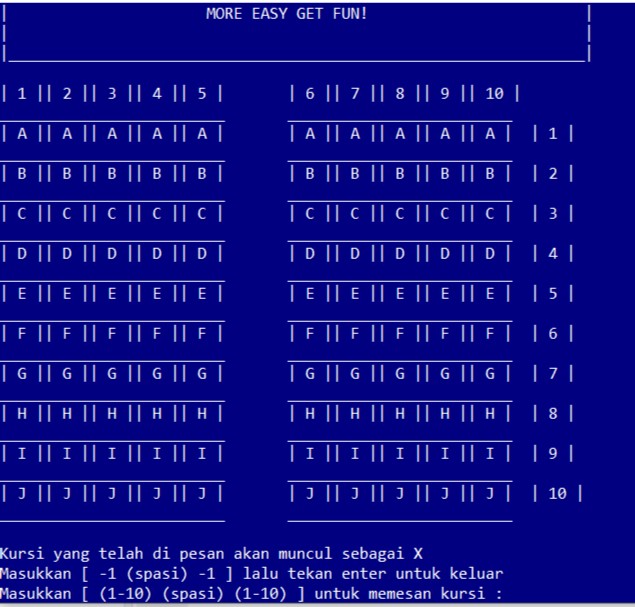 MORE EASY GET FUN!
| 1 || 2 || 3 || 4 || 5 | | 6 || 7 || 8 || 9 || 10 |
| A || A || A || A || A | | A || A || A || A || A | | 1 |
| B || B || B || B || B | | B || B || B || B || B | | 2 |
| C || C || C || C || C | | C || C || C || C || C | | 3 |
| D || D || D || D || D | | D || D || D || D || D | | 4 |
| E || E || E || E || E | | E || E || E || E || E | | 5 |
| F || F || F || F || F | | F || F || F || F || F | | 6 |
| G || G || G || G || G | | G || G || G || G || G | | 7 |
| H || H || H || H || H | | H || H || H || H || H | | 8 |
| I || I || I || I || I | | I || I || I || I || I | | 9 |
| J || J || J || J || J | | J || J || J || J || J | | 10 |
Kursi yang telah di pesan akan muncul sebagai X
Masukkan [ -1 (spasi) -1 ] lalu tekan enter untuk keluar
Masukkan [ (1-10) (spasi) (1-10) ] untuk memesan kursi :